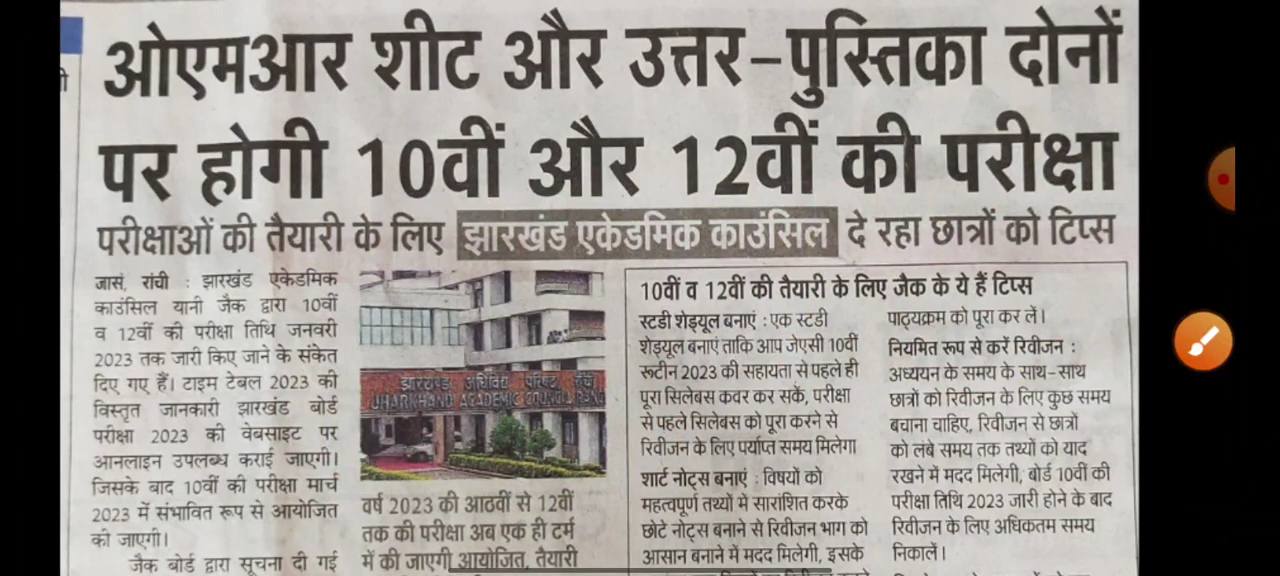 ओएमआर शीट और उत्तर-पुस्तिका दोनों
पर होगी 10वीं और 12वीं की परीक्षा
परीक्षाओं की तैयारी के लिए झारखंड एकेडमिक काउंसिल दे रहा छात्रों को टिप्स
जासं, रांची : झारखंड एकेडमिक
काउंसिल यानी जैक द्वारा 10वीं
व 12वीं की परीक्षा तिथि जनवरी
2023 तक जारी किए जाने के संकेत
दिए गए हैं। टाइम टेबल 2023 की
विस्तृत जानकारी झारखंड बोर्ड
परीक्षा 2023 की वेबसाइट पर
आनलाइन उपलब्ध कराई जाएगी।
जिसके बाद 10वीं की परीक्षा मार्च
2023 में संभावित रूप से आयोजित
की जाएगी।
जैक बोर्ड द्वारा सूचना दी गई
झारखण्ड अधिविद्य परिषद राँची
JHARKHAND ACADEMIC COUNCIL RANC
वर्ष 2023 की आठवीं से 12वीं
तक की परीक्षा अब एक ही टर्म
में की जाएगी आयोजित, तैयारी
10वीं व 12वीं की तैयारी के लिए जैक के ये हैं टिप्स
स्टडी शेड्यूल बनाएं : एक स्टडी
शेड्यूल बनाएं ताकि आप जेएसी 10वीं
रूटीन 2023 की सहायता से पहले ही
पूरा सिलेबस कवर कर सकें, परीक्षा
से पहले सिलेबस को पूरा करने से
रिवीजन के लिए पर्याप्त समय मिलेगा
शार्ट नोट्स बनाएं : विषयों को
महत्वपूर्ण तथ्यों में सारांशित करके
छोटे नोट्स बनाने से रिवीजन भाग को
आसान बनाने में मदद मिलेगी, इसके
पाठ्यक्रम को पूरा कर लें।
नियमित रूप से करें रिवीजन :
अध्ययन के समय के साथ-साथ
छात्रों को रिवीजन के लिए कुछ समय
बचाना चाहिए, रिवीजन से छात्रों
को लंबे समय तक तथ्यों को याद
रखने में मदद मिलेगी, बोर्ड 10वीं की
परीक्षा तिथि 2023 जारी होने के बाद
रिवीजन के लिए अधिकतम समय
निकालें।